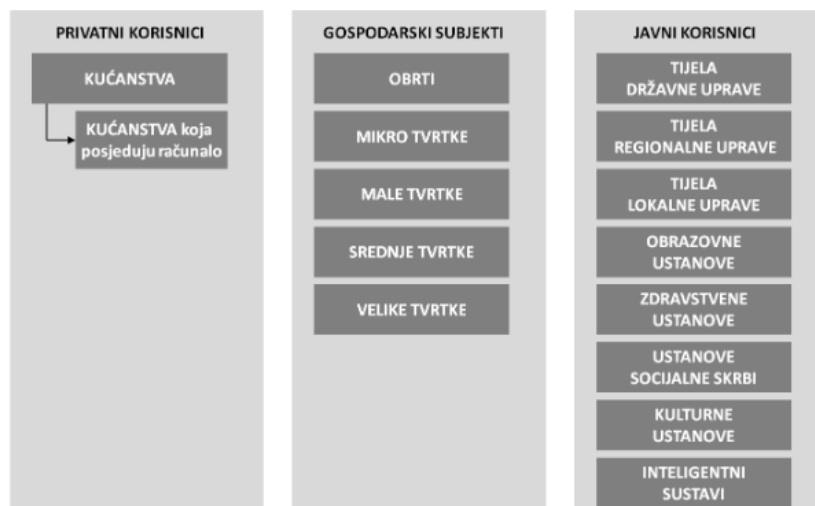 PRIVATNI KORISNICI
KUĆANSTVA
KUĆANSTVA koja
posjeduju računalo
GOSPODARSKI SUBJEKTI
OBRTI
MIKRO TVRTKE
MALE TVRTKE
SREDNJE TVRTKE
VELIKE TVRTKE
JAVNI KORISNICI
TIJELA
DRŽAVNE UPRAVE
TIJELA
REGIONALNE UPRAVE
TIJELA
LOKALNE UPRAVE
OBRAZOVNE
USTANOVE
ZDRAVSTVENE
USTANOVE
USTANOVE
SOCIJALNE SKRBI
KULTURNE
USTANOVE
INTELIGENTNI
SUSTAVI